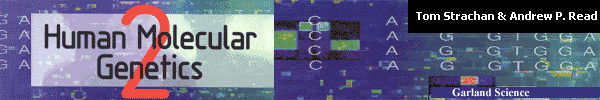 Human Molecular
Genetics 2
Tom Strachan & Andrew P. Read
Garland Science
G A
G A
G A
G A
C
C
C
C
A G
A G G T G G A
A G G T G G A